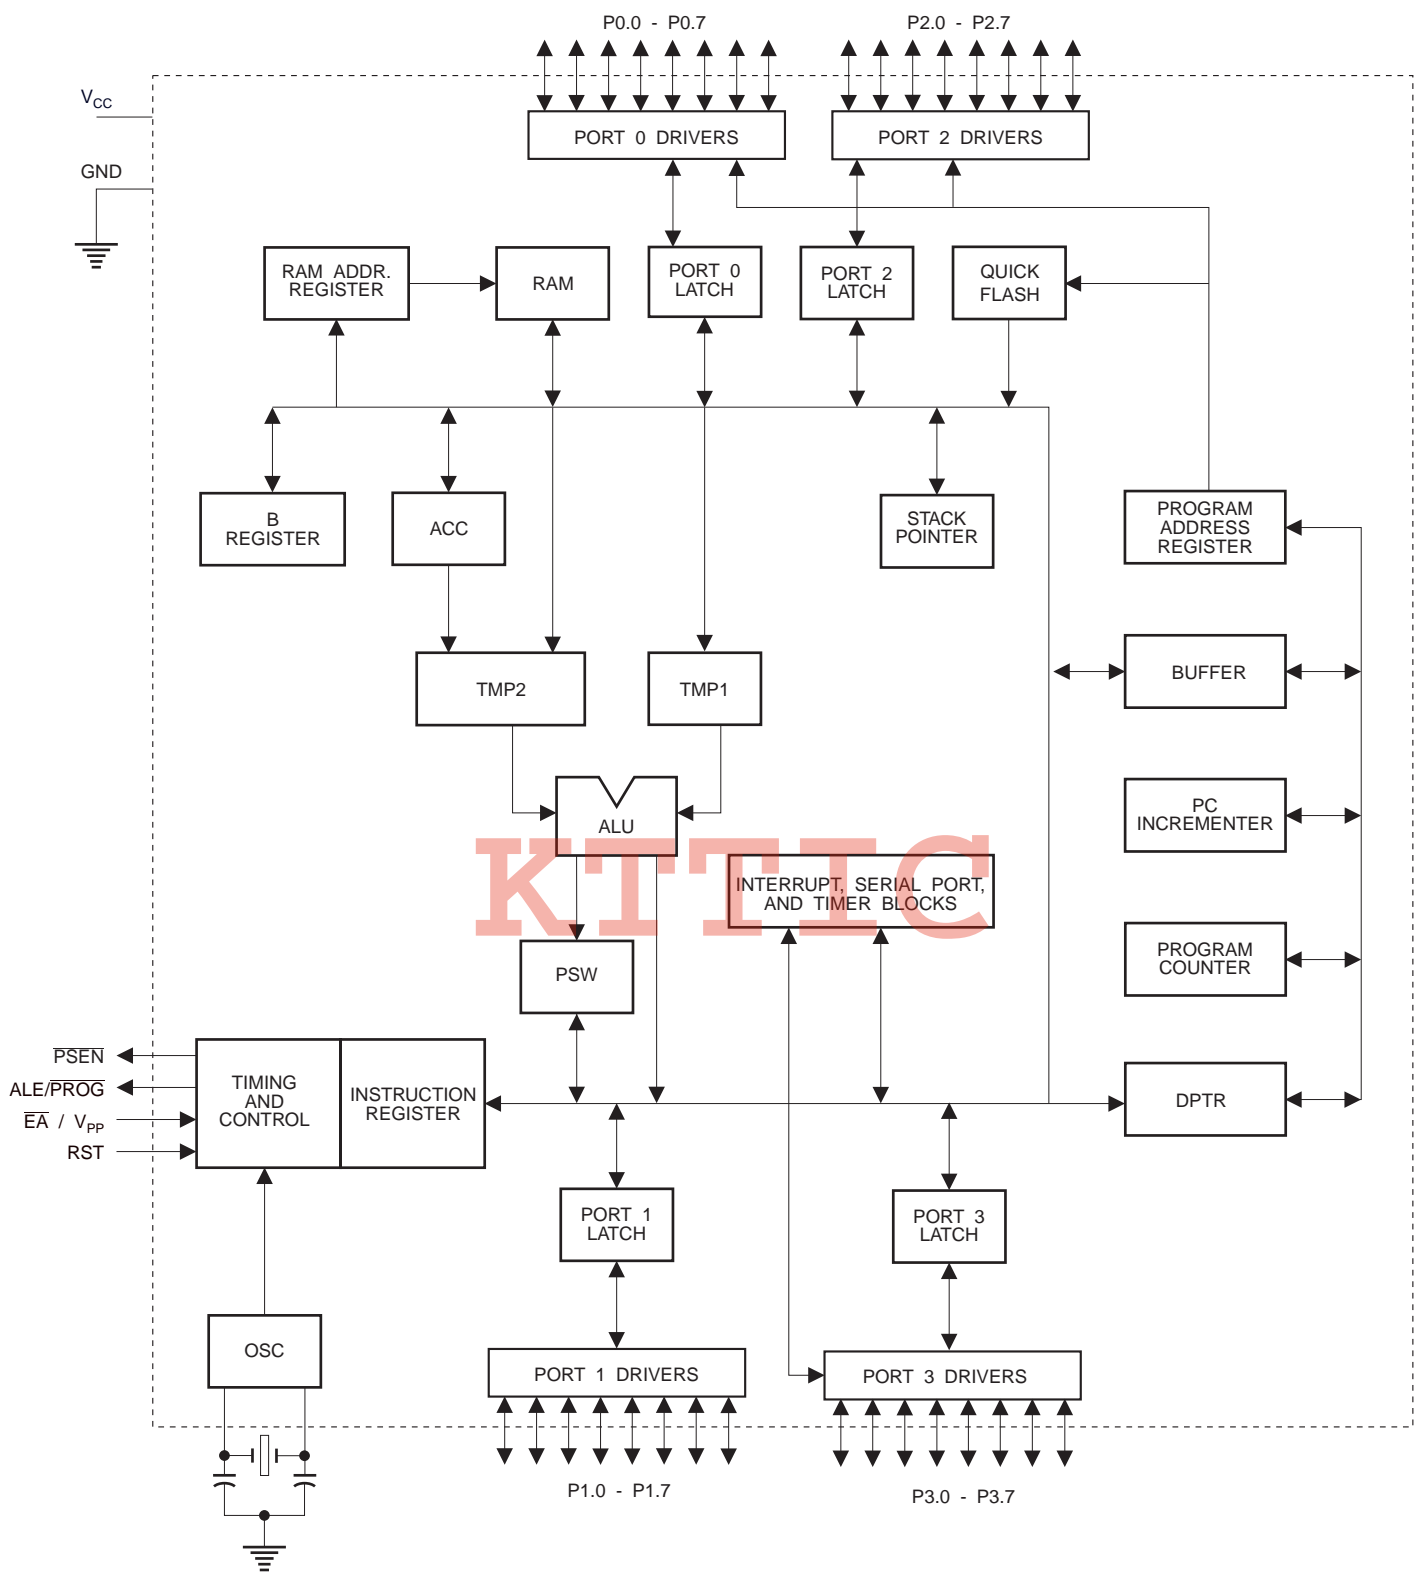 P0.0 - P0.7
P2.0 - P2.7
VCC
GND
PORT 0 DRIVERS
PORT 2 DRIVERS
RAM ADDR.
REGISTER
RAM
PORT 0
LATCH
PORT 2
LATCH
QUICK
FLASH
B
REGISTER
ACC
STACK
POINTER
PROGRAM
ADDRESS
REGISTER
TMP2
TMP1
BUFFER
ALU
PC
INCREMENTER
KTTIC
INTERRUPT, SERIAL PORT,
AND TIMER BLOCKS
PSW
PROGRAM
COUNTER
PSEN
ALE/PROG
EA / VPP
RST
TIMING
AND
CONTROL
INSTRUCTION
REGISTER
DPTR
PORT 1
LATCH
PORT 3
LATCH
OSC
PORT 1 DRIVERS
PORT 3 DRIVERS
P1.0 - P1.7
P3.0 - P3.7